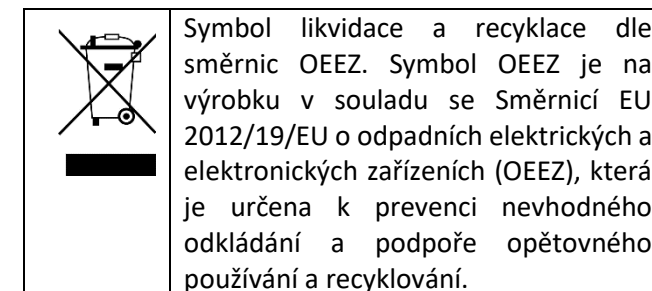 Symbol likvidace a recyklace dle
směrnic OEEZ. Symbol OEEZ je na
výrobku v souladu se Směrnicí EU
2012/19/EU o odpadních elektrických a
elektronických zařízeních (OEEZ), která
je určena k prevenci nevhodného
odkládání a podpoře opětovného
používání a recyklování.